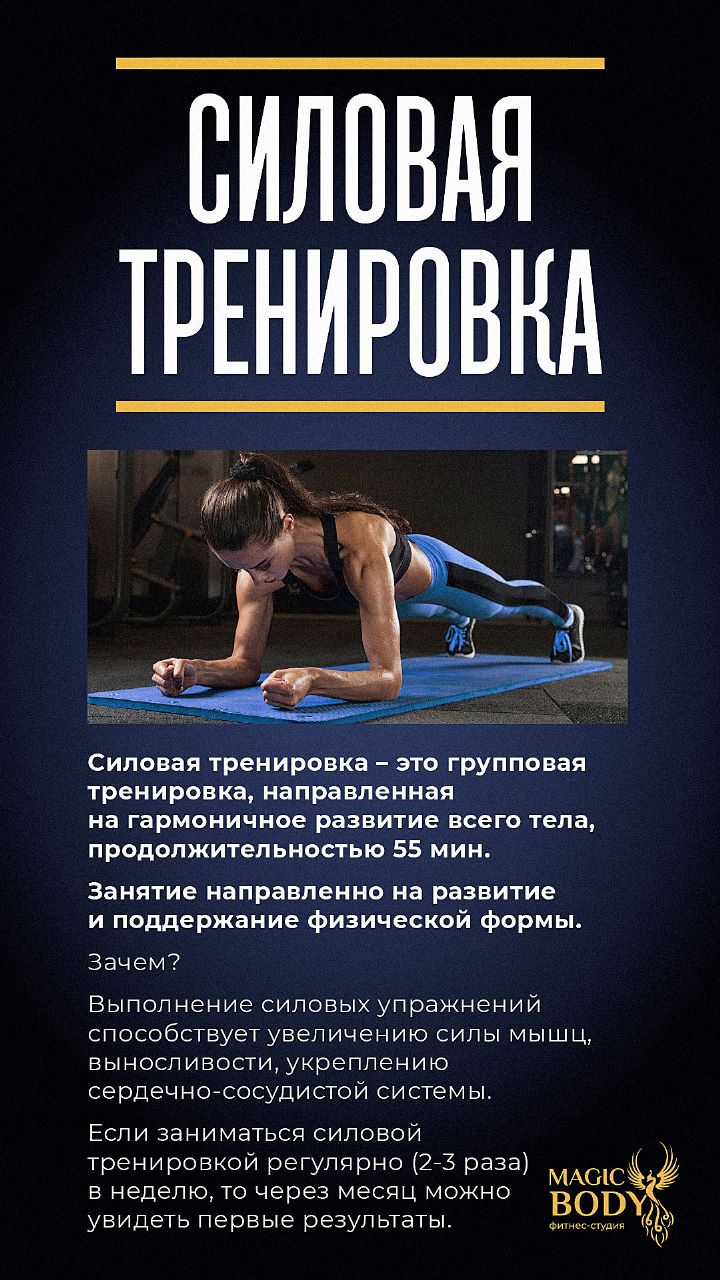 СИЛОВАЯ
ТРЕНИРОВКА
Силовая тренировка – это групповая
тренировка, направленная
на гармоничное развитие всего тела,
продолжительностью 55 мин.
Занятие направленно на развитие
и поддержание физической формы.
Зачем?
Выполнение силовых упражнений
способствует увеличению силы мышц,
выносливости, укреплению
сердечно-сосудистой системы.
Если заниматься силовой
тренировкой регулярно (2-3 раза)
в неделю, то через месяц можно
увидеть первые результаты.
MAGIC
BODY
фитнес-студия